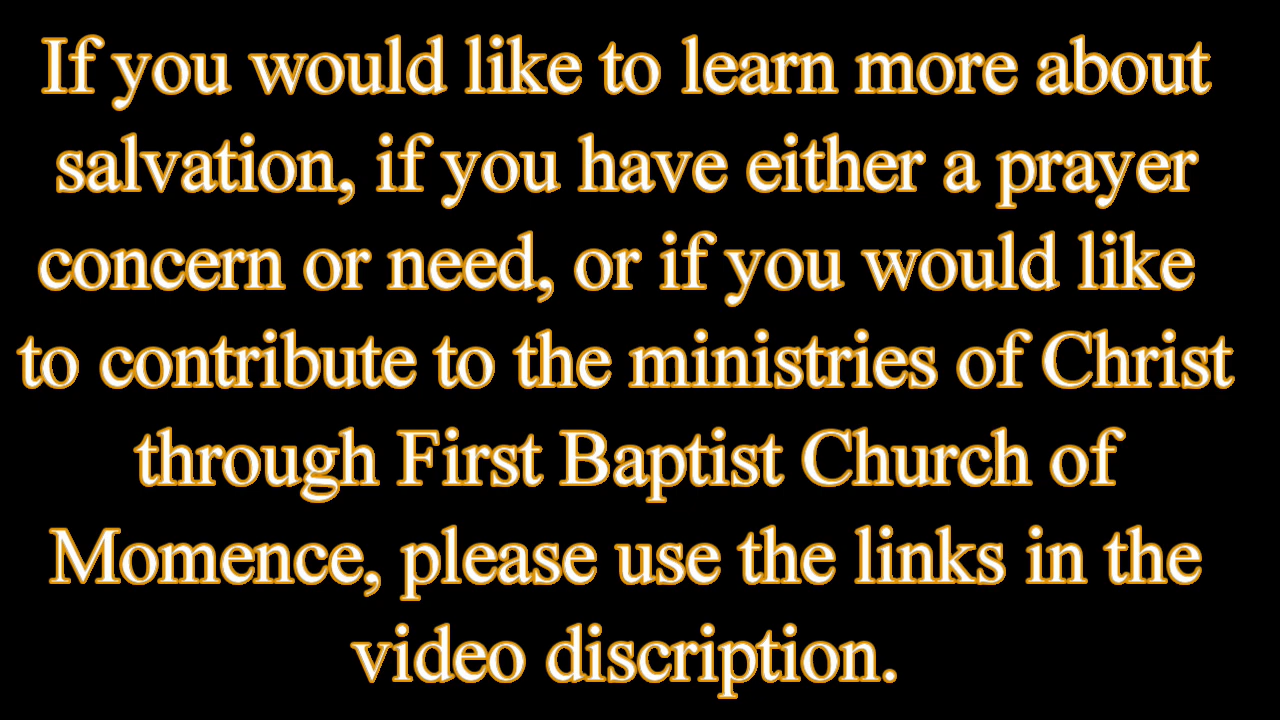 If you would like to learn more about
salvation, if you have either a prayer
concern or need, or if you would like
to contribute to the ministries of Christ
through First Baptist Church of
Momence, please use the links in the
video discription.